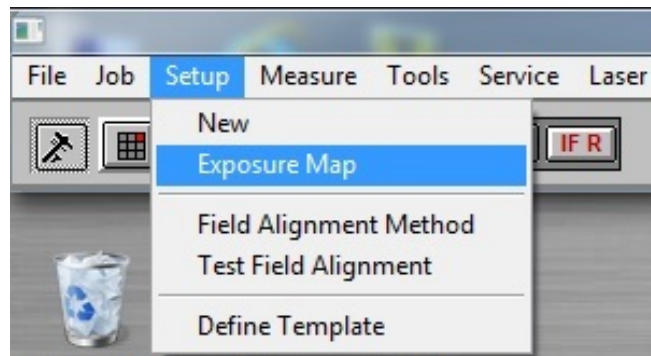 File Job Setup Measure Tools Service Laser
IF R
New
Exposure Map
Field Alignment Method
Test Field Alignment
Define Template